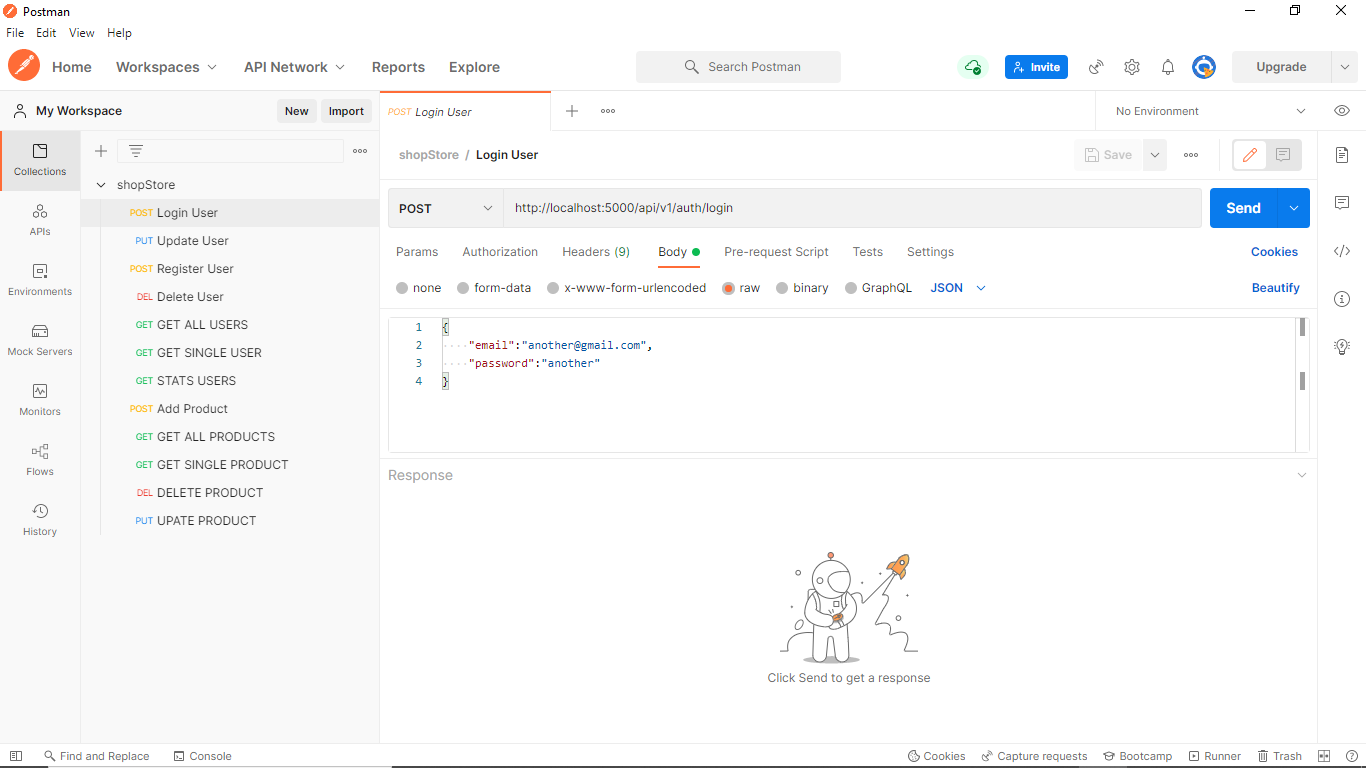 Postman
File Edit View Help
Home Workspaces API Network Reports Explore Search Postman Invite Upgrade
My Workspace New Import
POST Login User
No Environment
Collections
APIs
Environments
Mock Servers
Monitors
Flows
History
shopStore
POST Login User
PUT Update User
POST Register User
DEL Delete User
GET GET ALL USERS
GET GET SINGLE USER
GET STATS USERS
POST Add Product
GET GET ALL PRODUCTS
GET GET SINGLE PRODUCT
DEL DELETE PRODUCT
PUT UPATE PRODUCT
shopStore / Login User Save
POST http://localhost:5000/api/v1/auth/login Send
Params Authorization Headers (9) Body Pre-request Script Tests Settings Cookies
none form-data x-www-form-urlencoded raw binary GraphQL JSON Beautify
1 {
2 "email":"another@gmail.com",
3 "password":"another"
4 }
Response
Click Send to get a response
Find and Replace Console Cookies Capture requests Bootcamp Runner Trash